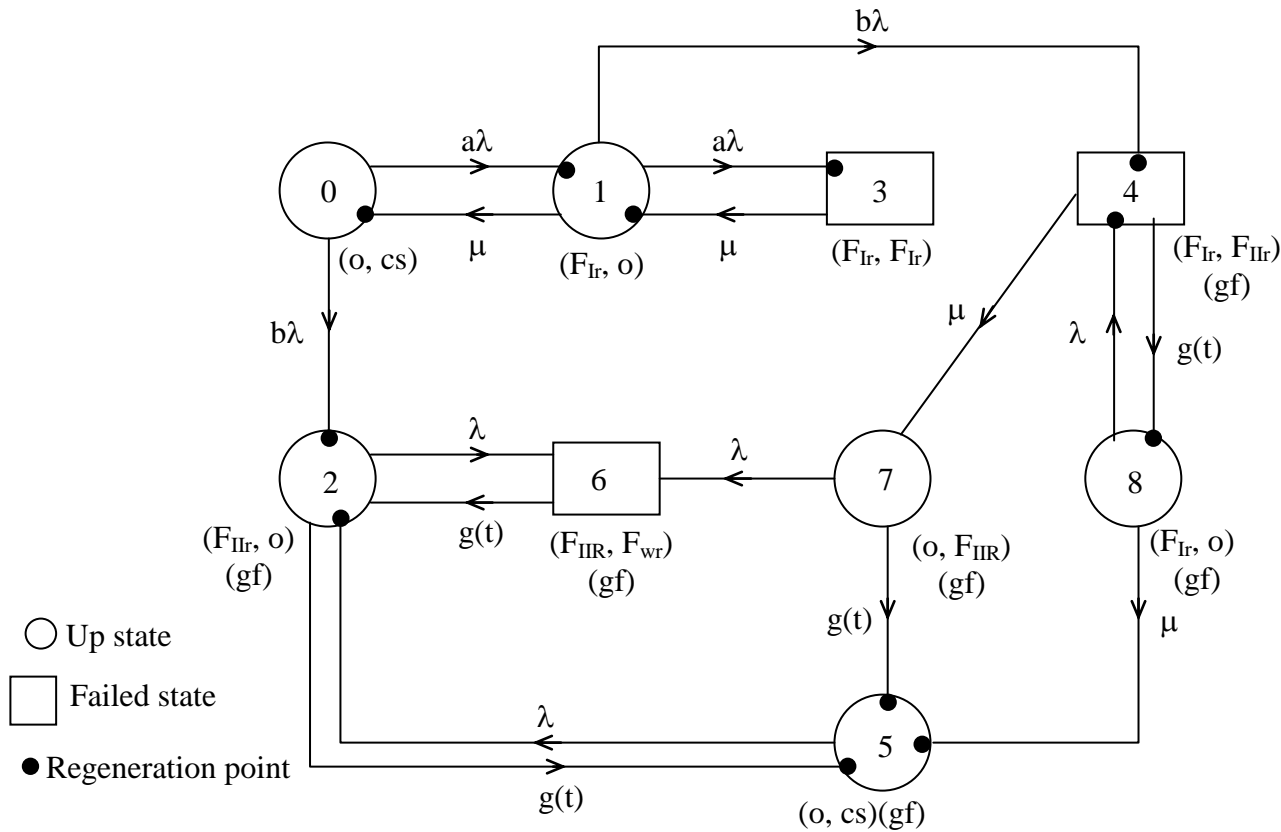 bλ
aλ
aλ
0
1
3
4
μ
μ
(o, cs)
(F_Ir, o)
(F_Ir, F_Ir)
(F_Ir, F_IIr)
(gf)
μ
bλ
λ
g(t)
λ
λ
2
6
7
8
g(t)
(F_IIr, o)
(gf)
(F_IIR, F_wr)
(gf)
(o, F_IIR)
(gf)
(F_Ir, o)
(gf)
g(t)
μ
Up state
Failed state
Regeneration point
λ
5
g(t)
(o, cs)(gf)